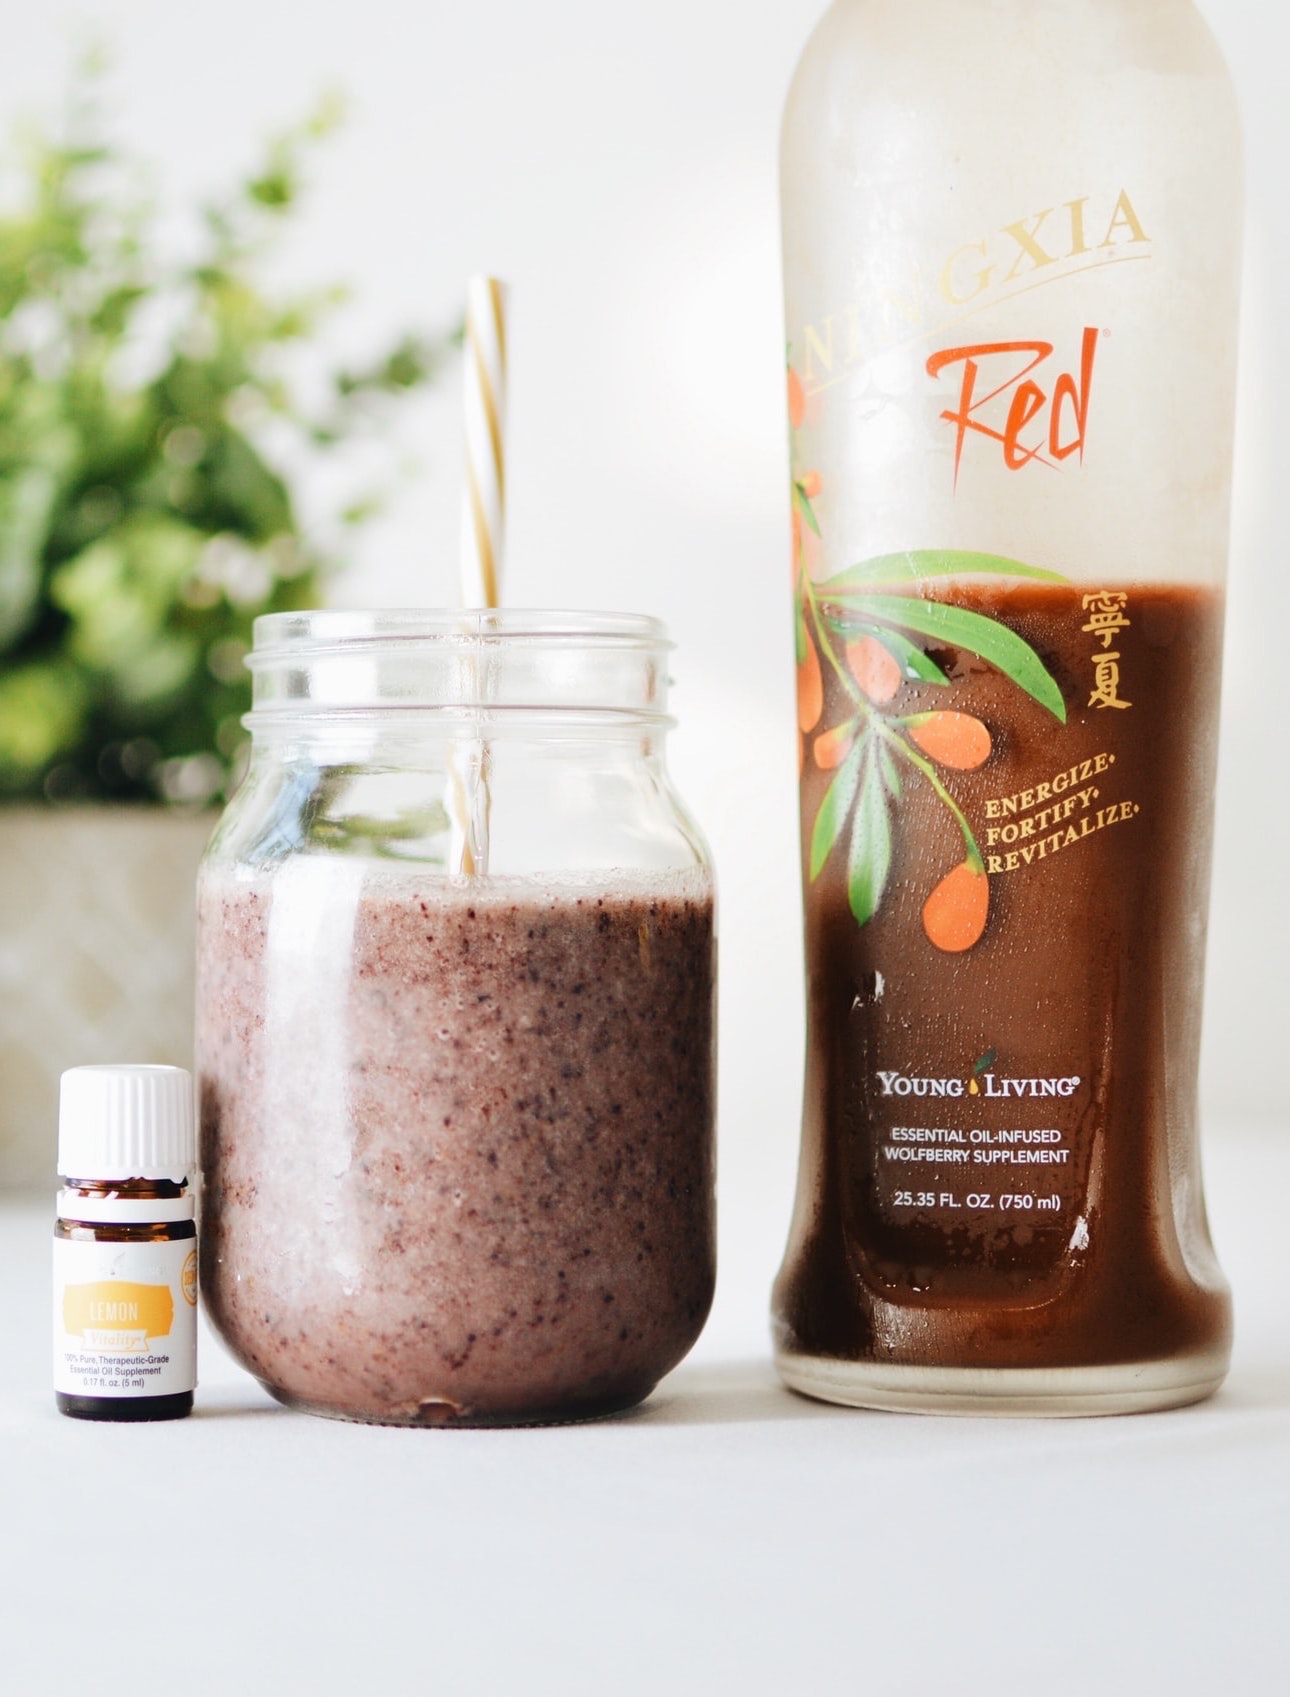 NINGXIA
Red
寧夏
ENERGIZE
FORTIFY
REVITALIZE
YOUNG LIVING®
ESSENTIAL OIL-INFUSED
WOLFBERRY SUPPLEMENT
25.35 FL. OZ. (750 ml)
LEMON
Vitality
100% Pure, Therapeutic-Grade
Essential Oil Supplement
0.17 fl. oz. (5 ml)